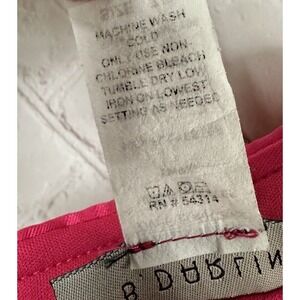 MACHINE WASH
COLD
ONLY USE NON-
CHLORINE BLEACH
TUMBLE DRY LOW
IRON ON LOWEST
SETTING AS NEEDED
RN # 54314
B DARLIN